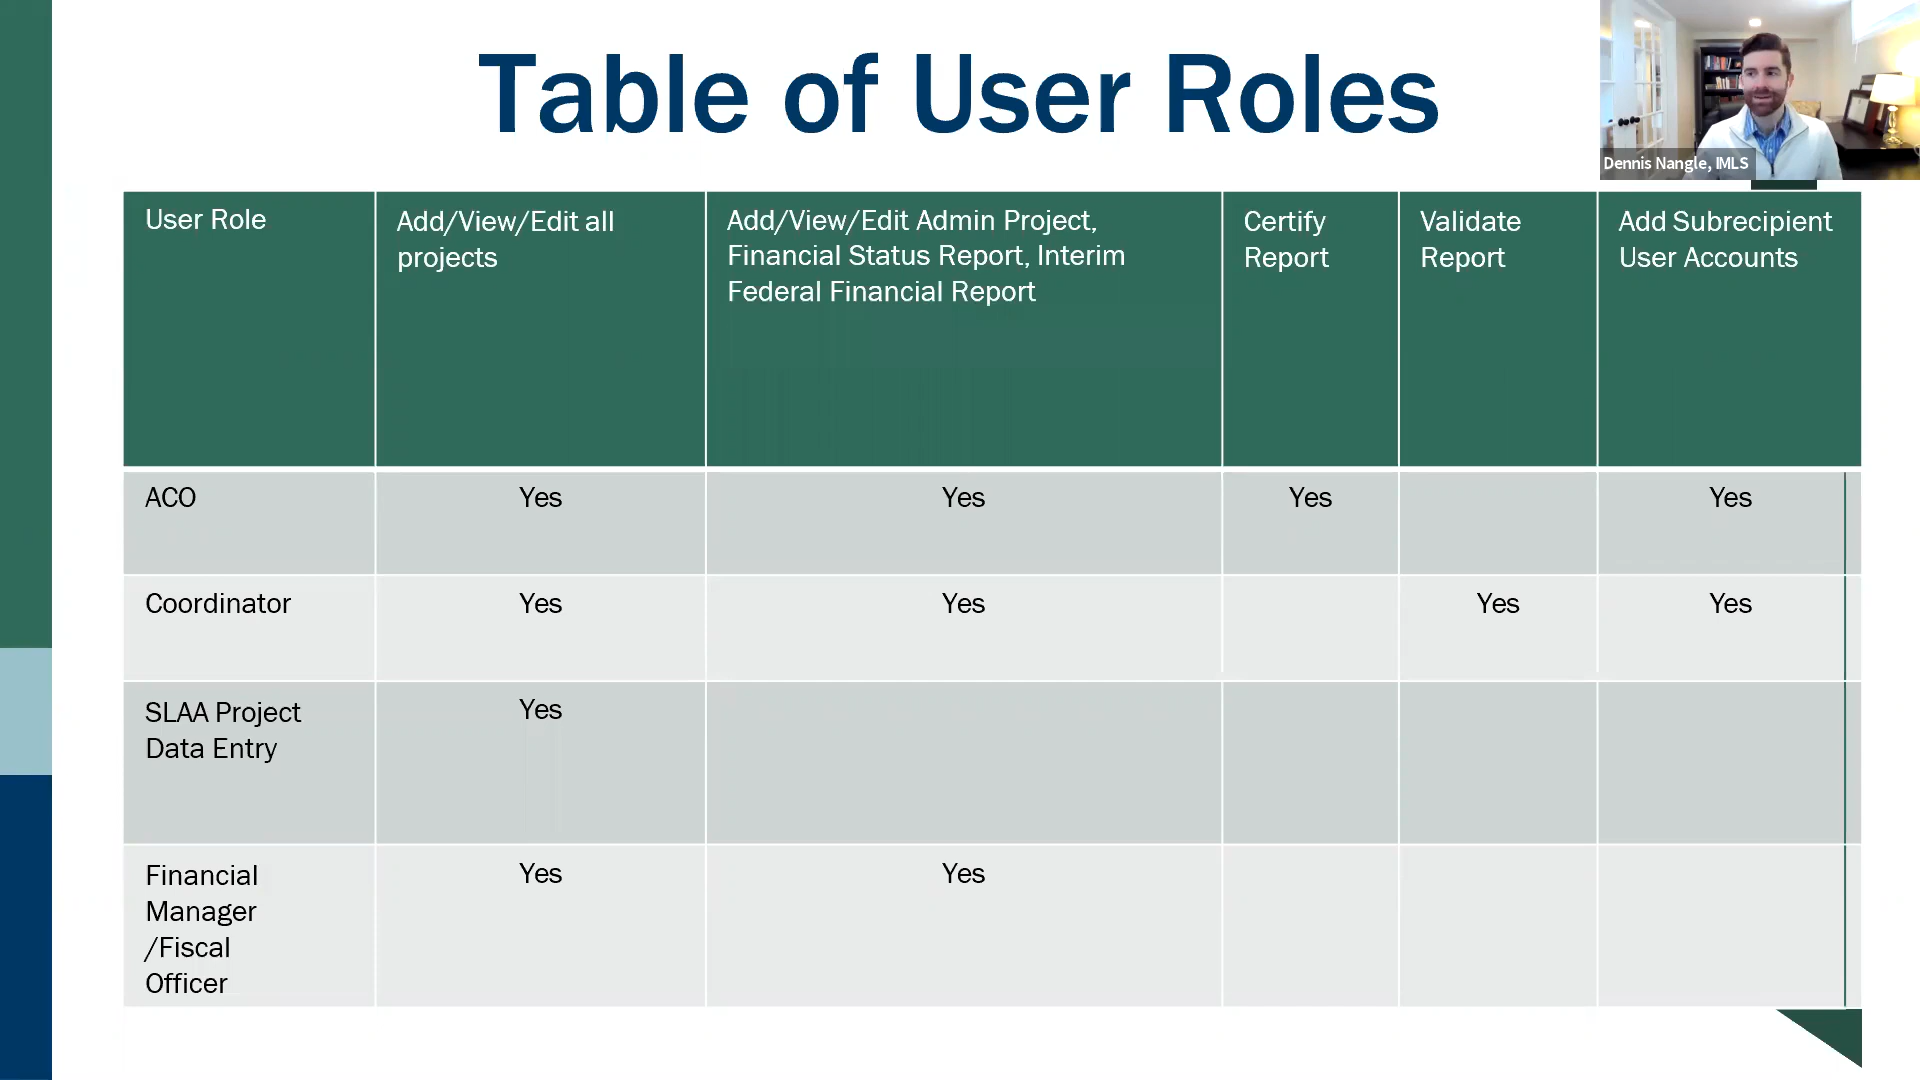 Table of User Roles
Dennis Nangle, IMLS
User Role
Add/View/Edit all
projects
Add/View/Edit Admin Project,
Financial Status Report, Interim
Federal Financial Report
Certify
Report
Validate
Report
Add Subrecipient
User Accounts
ACO
Yes
Yes
Yes
Yes
Coordinator
Yes
Yes
Yes
Yes
SLAA Project
Data Entry
Yes
Financial
Manager
/Fiscal
Officer
Yes
Yes